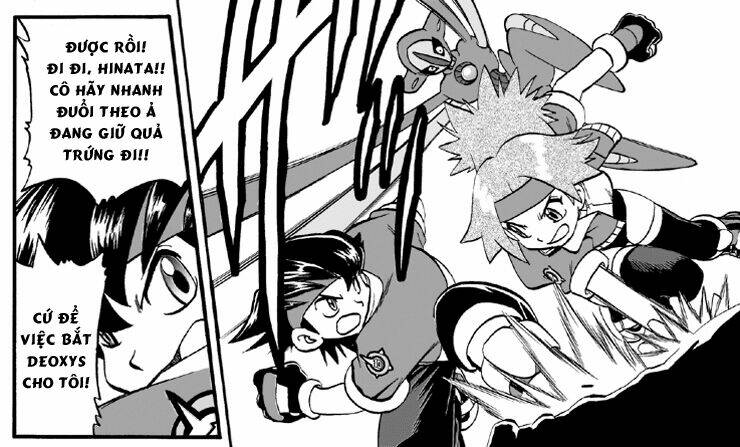 ĐƯỢC RỒI!
ĐI ĐI, HINATA!!
CÔ HÃY NHANH
ĐUỔI THEO Ả
ĐANG GIỮ QUẢ
TRỨNG ĐI!!
CỨ ĐỂ
VIỆC BẮT
DEOXYS
CHO TÔI!